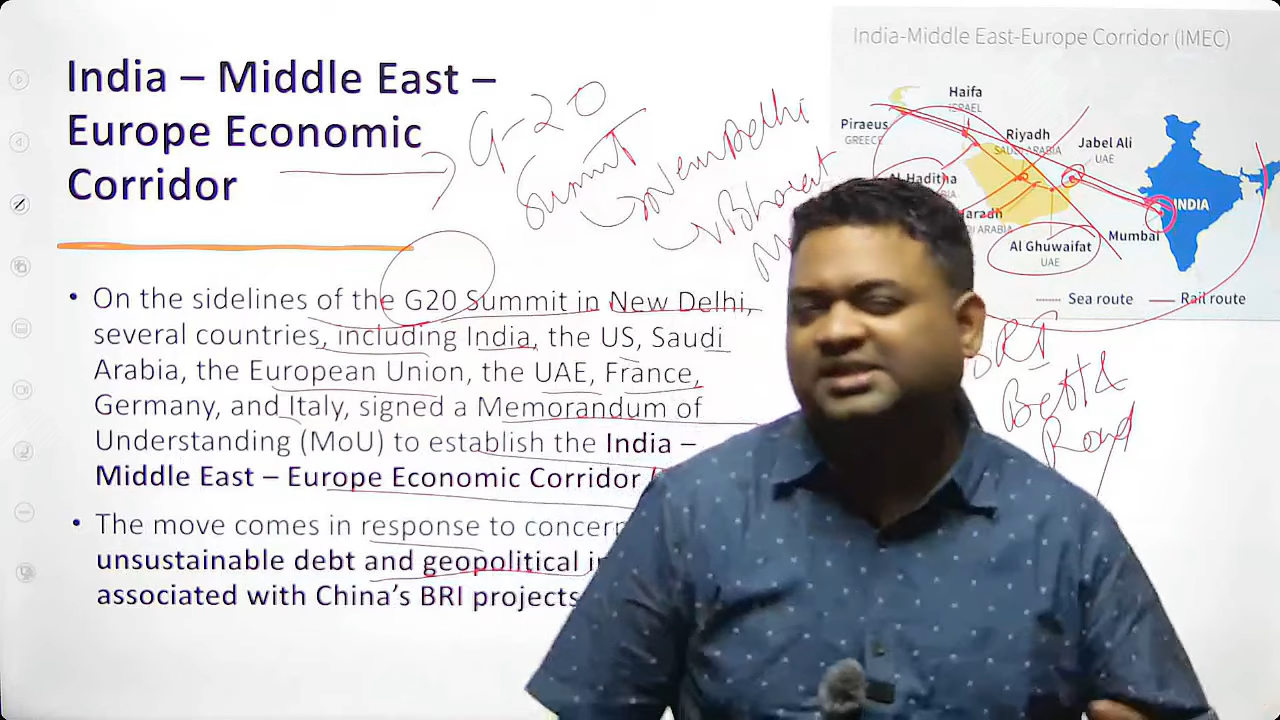 India – Middle East –
Europe Economic
Corridor
G-20
Summit
New Delhi
Bharat
On the sidelines of the G20 Summit in New Delhi,
several countries, including India, the US, Saudi
Arabia, the European Union, the UAE, France,
Germany, and Italy, signed a Memorandum of
Understanding (MoU) to establish the India –
Middle East – Europe Economic Corridor
The move comes in response to concern
unsustainable debt and geopolitical
associated with China's BRI projects
India-Middle East-Europe Corridor (IMEC)
Haifa
ISRAEL
Piraeus
GREECE
Riyadh
SAUDI ARABIA
Jabel Ali
UAE
Al Haditha
INDIA
Mumbai
Al Ghuwaifat
UAE
Sea route
Rail route
BRI
Belt &
Road